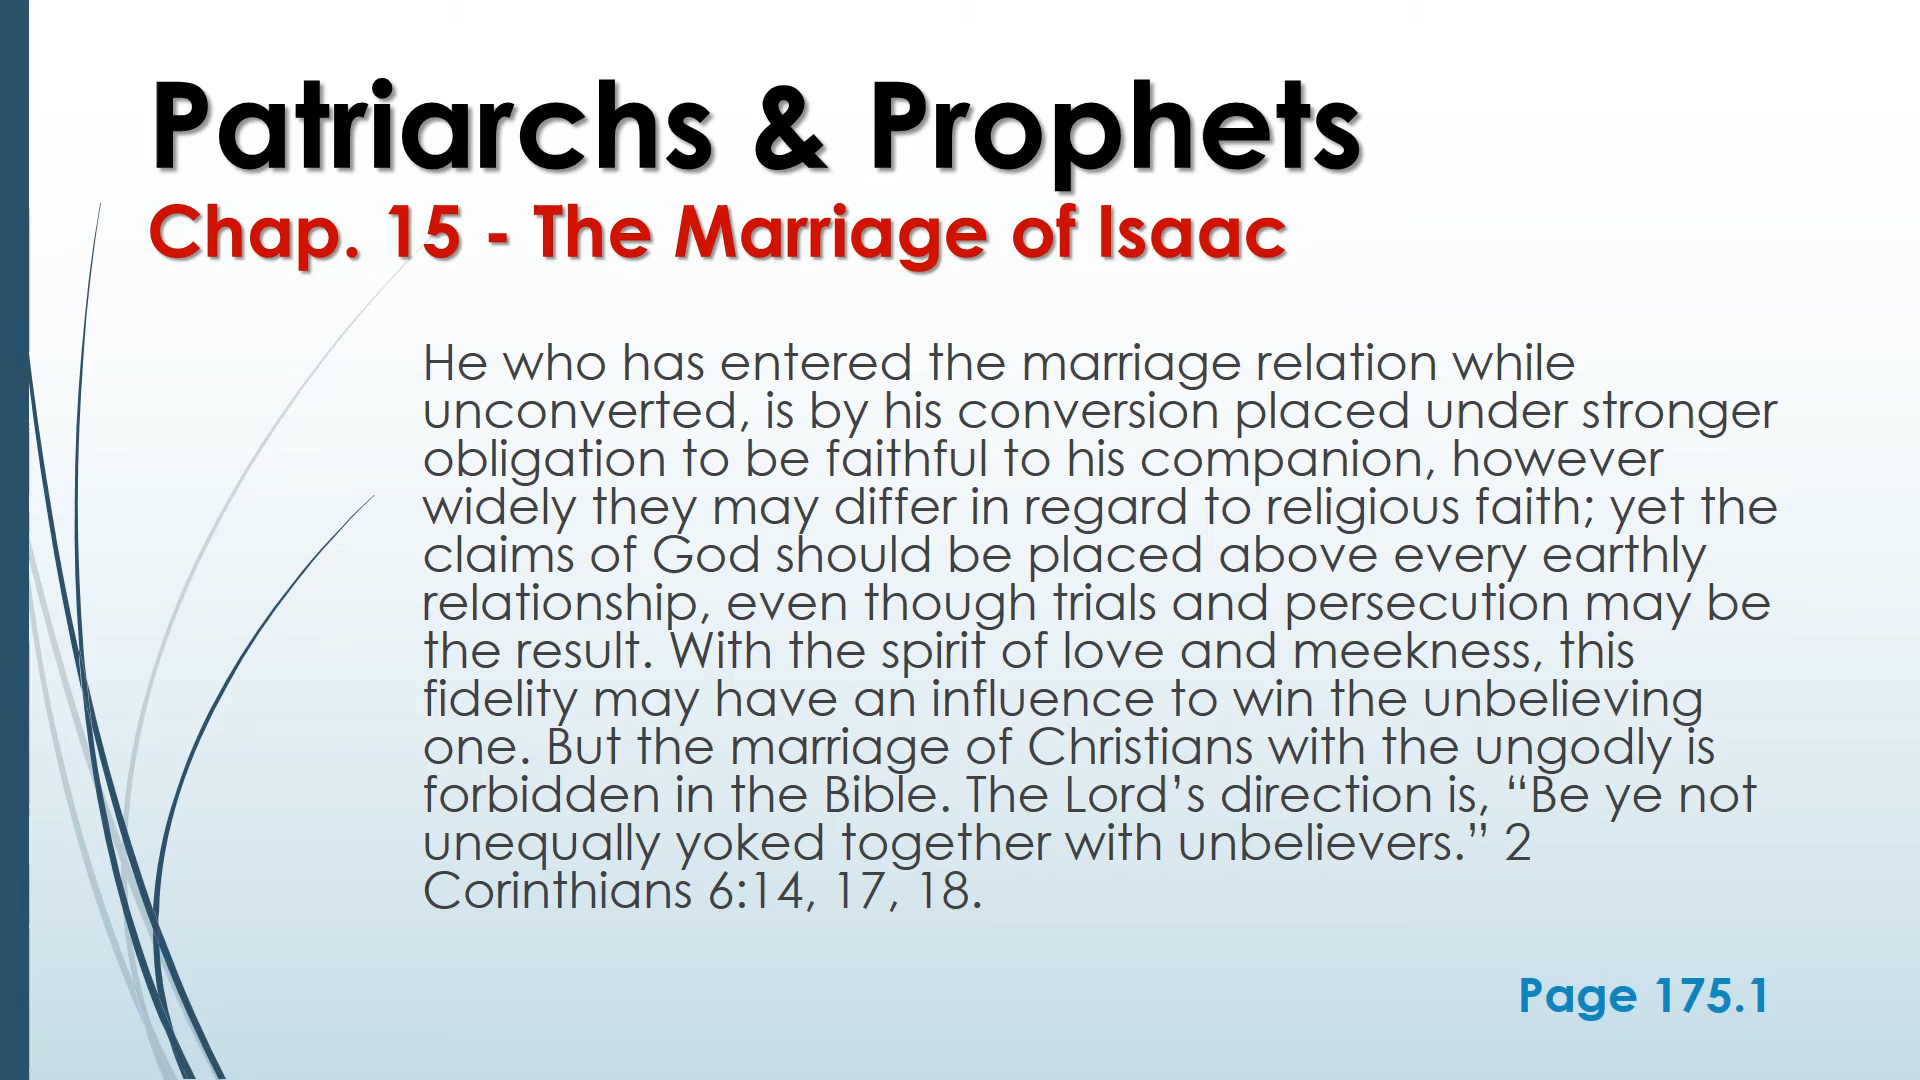 Patriarchs & Prophets
Chap. 15 - The Marriage of Isaac
He who has entered the marriage relation while
unconverted, is by his conversion placed under stronger
obligation to be faithful to his companion, however
widely they may differ in regard to religious faith; yet the
claims of God should be placed above every earthly
relationship, even though trials and persecution may be
the result. With the spirit of love and meekness, this
fidelity may have an influence to win the unbelieving
one. But the marriage of Christians with the ungodly is
forbidden in the Bible. The Lord’s direction is, “Be ye not
unequally yoked together with unbelievers.” 2
Corinthians 6:14, 17, 18.
Page 175.1